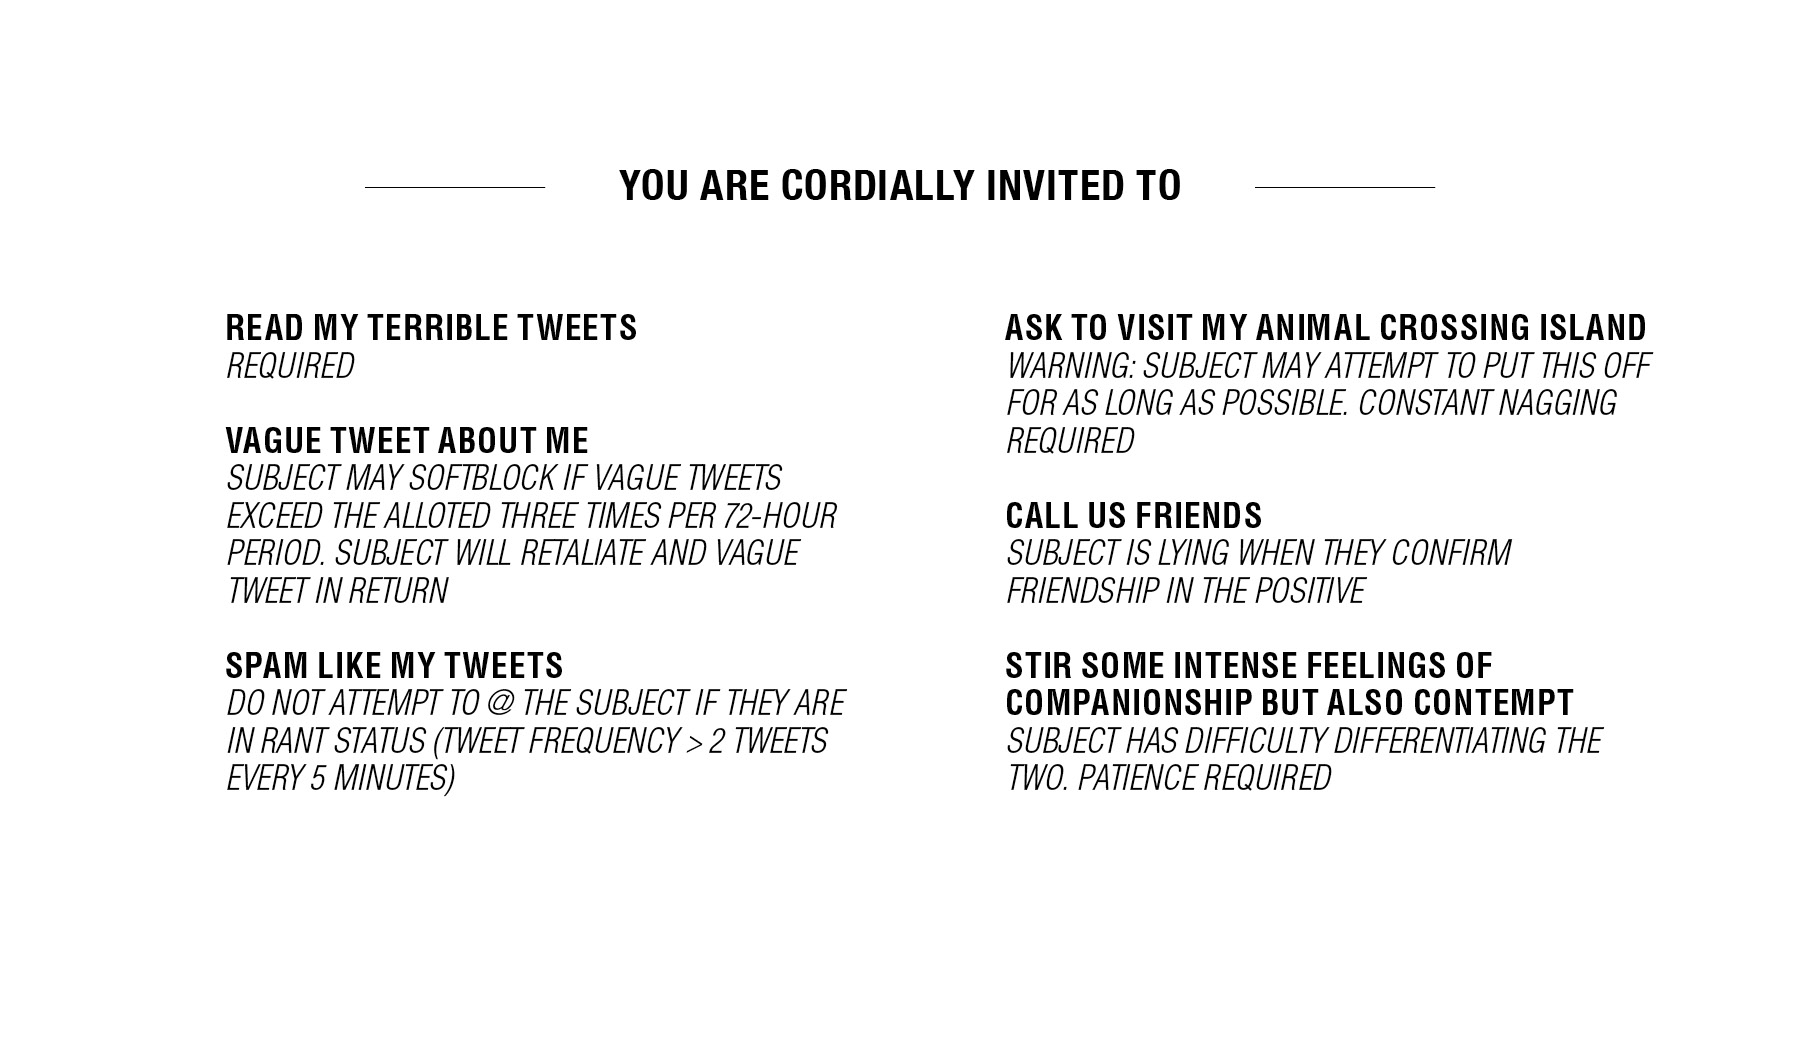 YOU ARE CORDIALLY INVITED TO
READ MY TERRIBLE TWEETS
REQUIRED
VAGUE TWEET ABOUT ME
SUBJECT MAY SOFTBLOCK IF VAGUE TWEETS
EXCEED THE ALLOTED THREE TIMES PER 72-HOUR
PERIOD. SUBJECT WILL RETALIATE AND VAGUE
TWEET IN RETURN
SPAM LIKE MY TWEETS
DO NOT ATTEMPT TO @ THE SUBJECT IF THEY ARE
IN RANT STATUS (TWEET FREQUENCY > 2 TWEETS
EVERY 5 MINUTES)
ASK TO VISIT MY ANIMAL CROSSING ISLAND
WARNING: SUBJECT MAY ATTEMPT TO PUT THIS OFF
FOR AS LONG AS POSSIBLE. CONSTANT NAGGING
REQUIRED
CALL US FRIENDS
SUBJECT IS LYING WHEN THEY CONFIRM
FRIENDSHIP IN THE POSITIVE
STIR SOME INTENSE FEELINGS OF
COMPANIONSHIP BUT ALSO CONTEMPT
SUBJECT HAS DIFFICULTY DIFFERENTIATING THE
TWO. PATIENCE REQUIRED